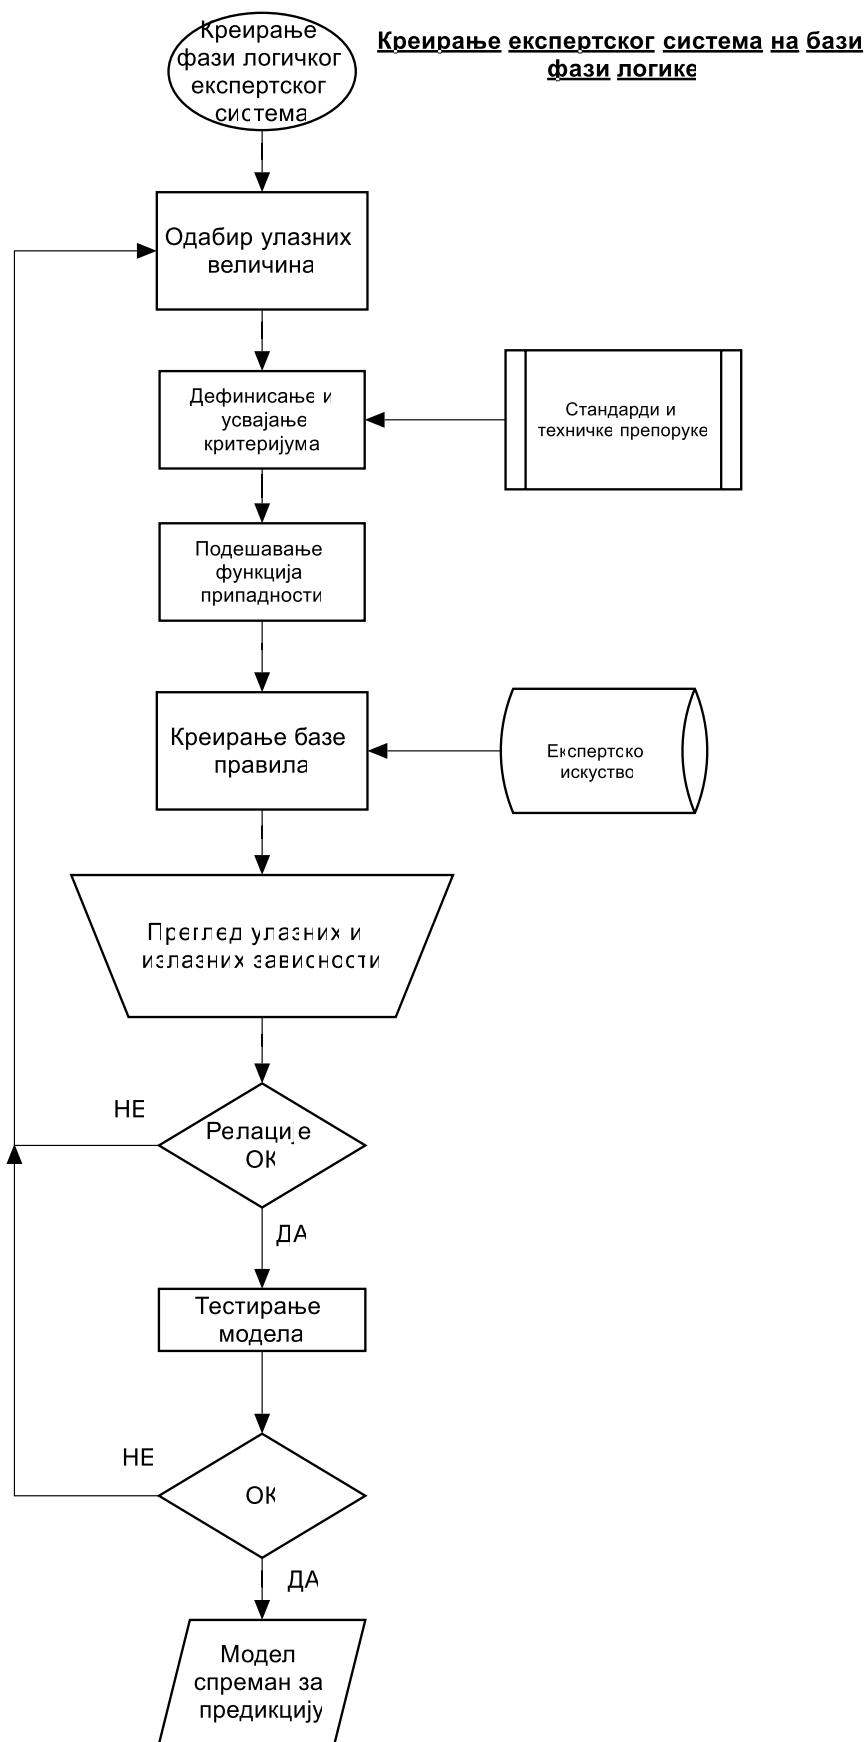 Креирање
фази логичког
експертског
система
Креирање експертског система на бази
фази логике
Одабир улазних
величина
Дефинисање и
усвајање
критеријума
Стандарди и
техничке препоруке
Подешавање
функција
припадности
Креирање базе
правила
Експертско
искуство
Преглед улазних и
излазних зависности
НЕ
Релације
ОК
ДА
Тестирање
модела
НЕ
ОК
ДА
Модел
спреман за
предикцију